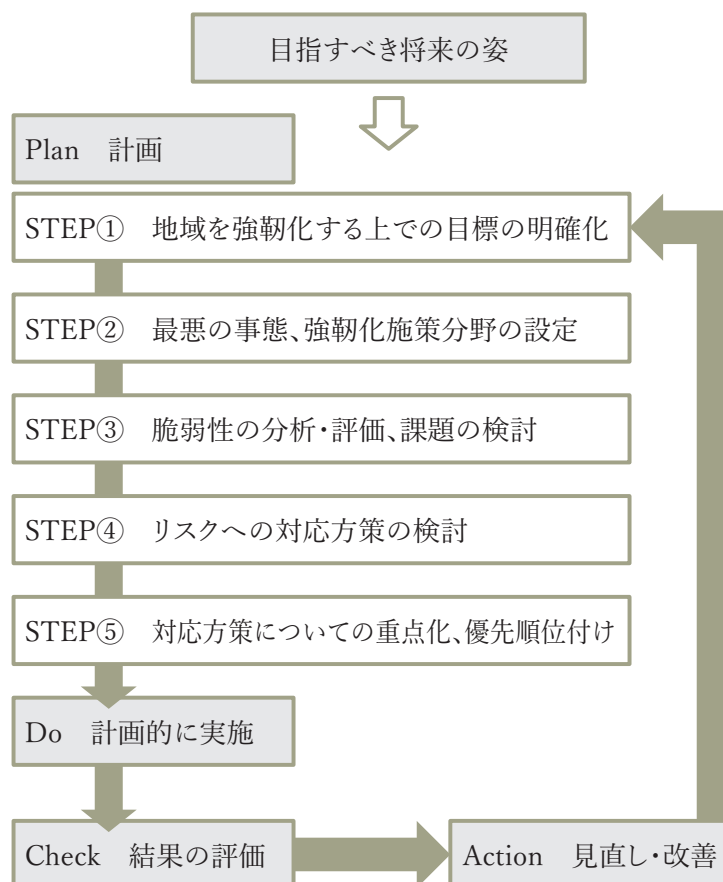 目指すべき将来の姿
Plan　計画
STEP①　地域を強靭化する上での目標の明確化
STEP②　最悪の事態、強靭化施策分野の設定
STEP③　脆弱性の分析・評価、課題の検討
STEP④　リスクへの対応方策の検討
STEP⑤　対応方策についての重点化、優先順位付け
Do　計画的に実施
Check　結果の評価
Action　見直し・改善